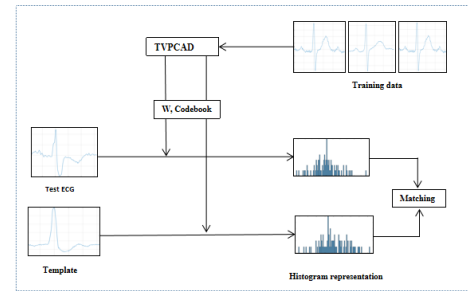 TVPCAD
Training data
W, Codebook
Test ECG
Matching
Template
Histogram representation